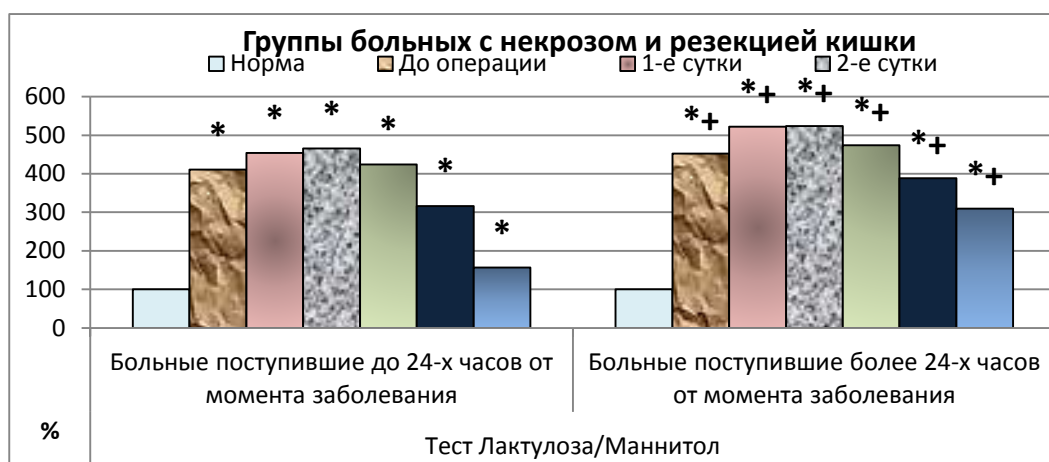 Группы больных с некрозом и резекцией кишки
Норма До операции 1-е сутки 2-е сутки
600
500
400
300
200
100
0
* * * * * *
*+ *+ *+ *+ *+ *+
Больные поступившие до 24-х часов от
момента заболевания
Больные поступившие более 24-х часов
от момента заболевания
%
Тест Лактулоза/Маннитол